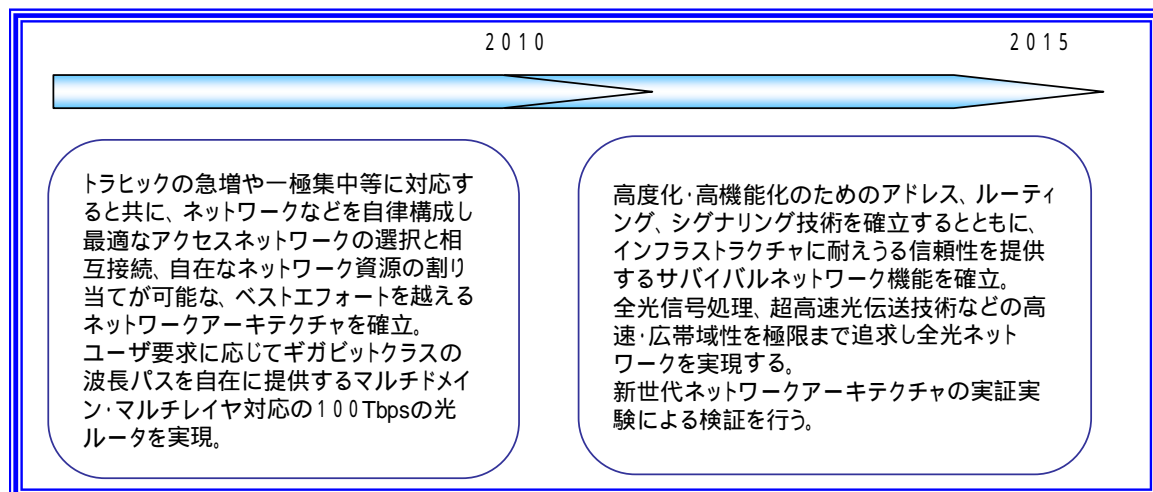 2010
2015
トラヒックの急増や一極集中等に対応す
ると共に、ネットワークなどを自律構成し
最適なアクセスネットワークの選択と相
互接続、自在なネットワーク資源の割り
当てが可能な、ベストエフォートを越える
ネットワークアーキテクチャを確立。
ユーザ要求に応じてギガビットクラスの
波長パスを自在に提供するマルチドメイ
ン・マルチレイヤ対応の100Tbpsの光
ルータを実現。
高度化・高機能化のためのアドレス、ルーティ
ング、シグナリング技術を確立するとともに、
インフラストラクチャに耐えうる信頼性を提供
するサバイバルネットワーク機能を確立。
全光信号処理、超高速光伝送技術などの高
速・広帯域性を極限まで追求し全光ネット
ワークを実現する。
新世代ネットワークアーキテクチャの実証実
験による検証を行う。